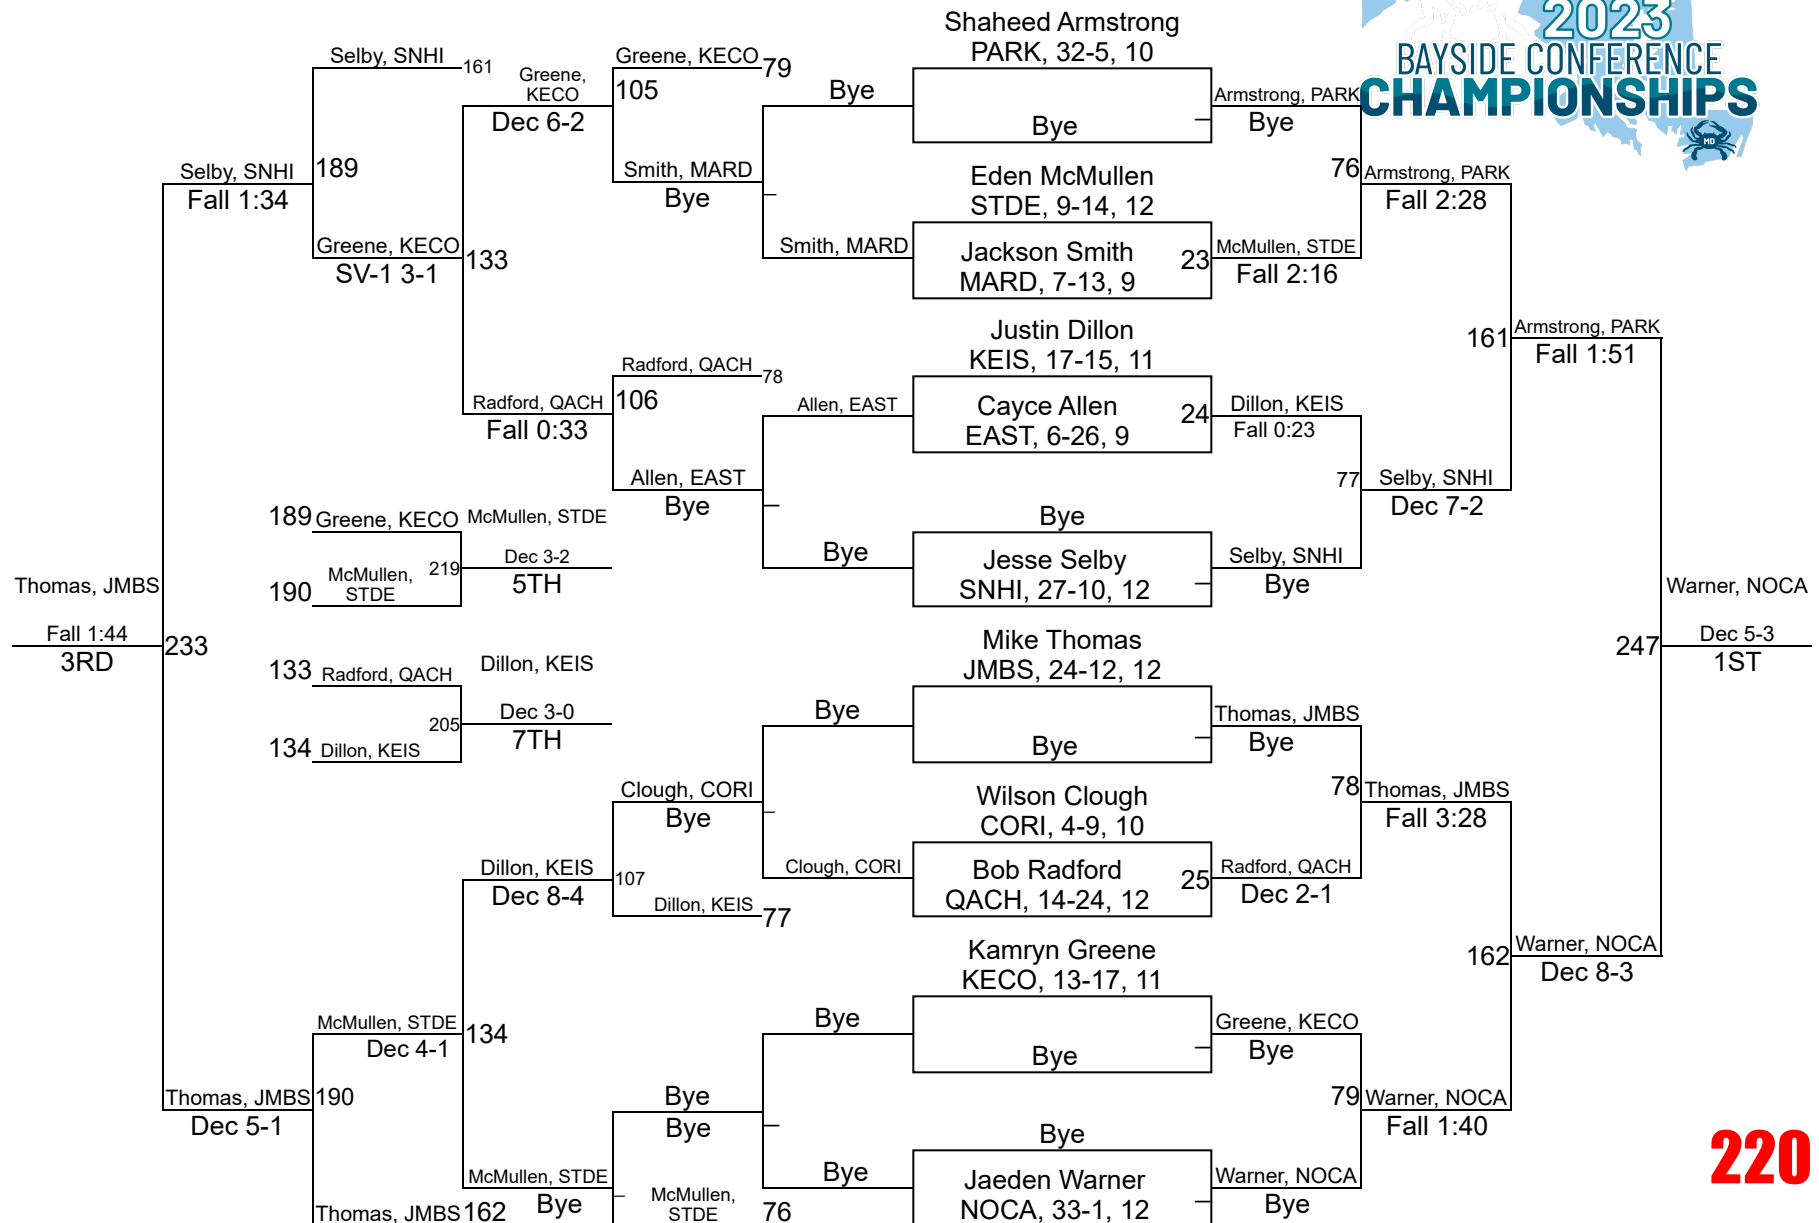 2023
BAYSIDE CONFERENCE
CHAMPIONSHIPS
MD
Shaheed Armstrong
PARK, 32-5, 10
Bye
Eden McMullen
STDE, 9-14, 12
Jackson Smith
MARD, 7-13, 9
23
Justin Dillon
KEIS, 17-15, 11
Cayce Allen
EAST, 6-26, 9
24
Bye
Jesse Selby
SNHI, 27-10, 12
Mike Thomas
JMBS, 24-12, 12
Bye
Wilson Clough
CORI, 4-9, 10
Bob Radford
QACH, 14-24, 12
25
Kamryn Greene
KECO, 13-17, 11
Bye
Bye
Jaeden Warner
NOCA, 33-1, 12
Armstrong, PARK
Bye
76
McMullen, STDE
Fall 2:16
Dillon, KEIS
Fall 0:23
77
Selby, SNHI
Bye
Thomas, JMBS
Bye
78
Radford, QACH
Dec 2-1
Greene, KECO
Bye
79
Warner, NOCA
Bye
Armstrong, PARK
Fall 2:28
161
Selby, SNHI
Dec 7-2
Thomas, JMBS
Fall 3:28
162
Warner, NOCA
Fall 1:40
Armstrong, PARK
Fall 1:51
247
Warner, NOCA
Dec 8-3
Warner, NOCA
Dec 5-3
1ST
Bye
Smith, MARD
Allen, EAST
Bye
Bye
Clough, CORI
Bye
Bye
Greene, KECO 79
105
Smith, MARD
Bye
Radford, QACH 78
106
Allen, EAST
Bye
Clough, CORI
Bye
107
Dillon, KEIS 77
Bye
Bye
McMullen,
STDE 76
Greene,
KECO
Dec 6-2
133
Radford, QACH
Fall 0:33
Dillon, KEIS
Dec 8-4
134
McMullen, STDE
Bye
Selby, SNHI 161
189
Greene, KECO
SV-1 3-1
McMullen, STDE
Dec 4-1
190
Thomas, JMBS 162
Selby, SNHI
Fall 1:34
233
Thomas, JMBS
Dec 5-1
Thomas, JMBS
Fall 1:44
3RD
189 Greene, KECO
190 McMullen,
STDE
219
McMullen, STDE
Dec 3-2
5TH
133 Radford, QACH
134 Dillon, KEIS
205
Dillon, KEIS
Dec 3-0
7TH
220